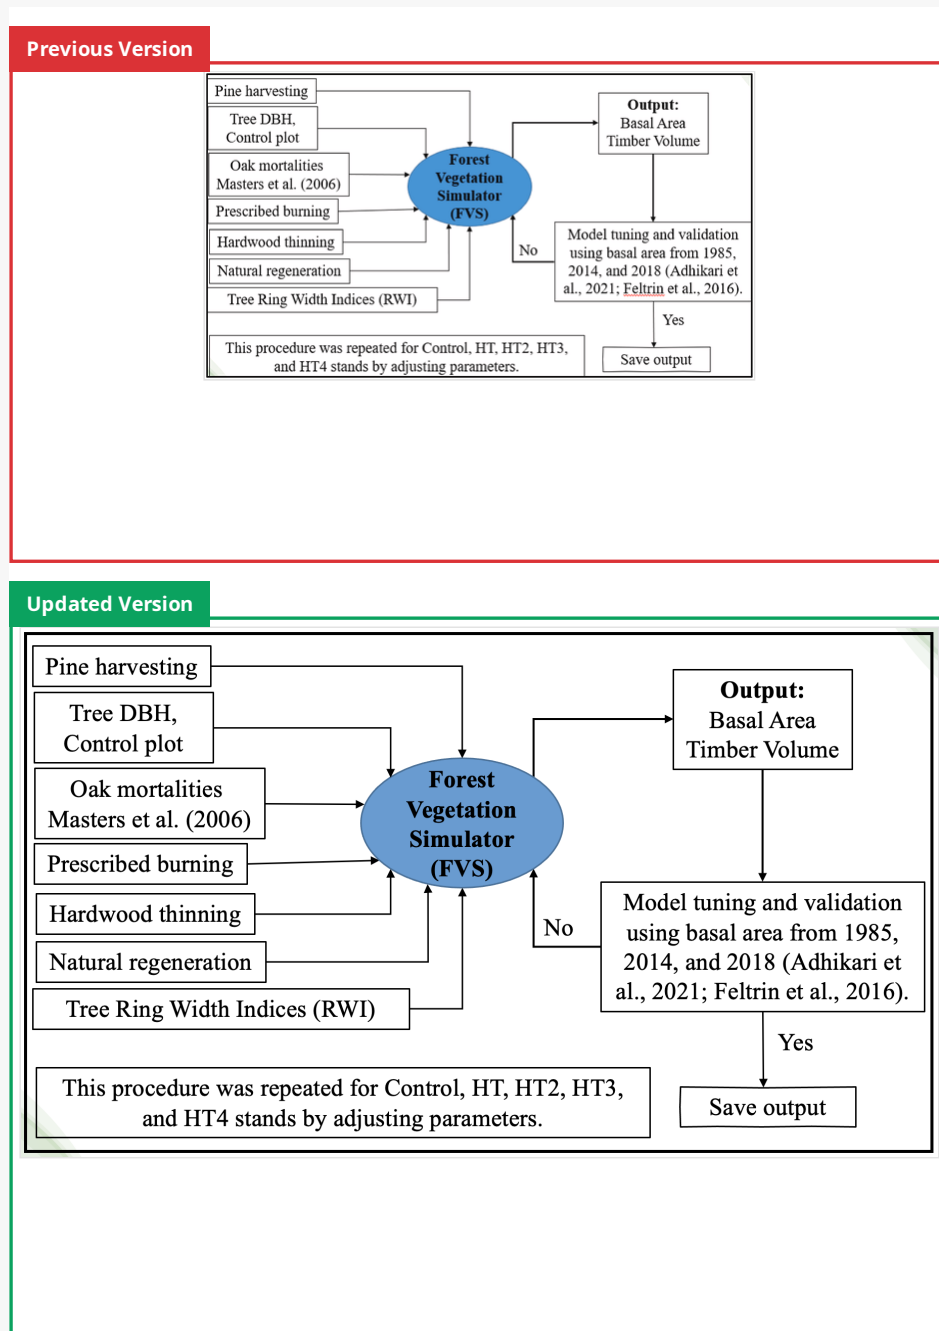 Previous Version
Pine harvesting
Tree DBH,
Control plot
Oak mortalities
Masters et al. (2006)
Prescribed burning
Hardwood thinning
Natural regeneration
Tree Ring Width Indices (RWI)
Forest
Vegetation
Simulator
(FVS)
Output:
Basal Area
Timber Volume
No
Model tuning and validation
using basal area from 1985,
2014, and 2018 (Adhikari et
al., 2021; Feltrin et al., 2016).
Yes
Save output
This procedure was repeated for Control, HT, HT2, HT3,
and HT4 stands by adjusting parameters.
Updated Version
Pine harvesting
Tree DBH,
Control plot
Oak mortalities
Masters et al. (2006)
Prescribed burning
Hardwood thinning
Natural regeneration
Tree Ring Width Indices (RWI)
Forest
Vegetation
Simulator
(FVS)
Output:
Basal Area
Timber Volume
No
Model tuning and validation
using basal area from 1985,
2014, and 2018 (Adhikari et
al., 2021; Feltrin et al., 2016).
Yes
Save output
This procedure was repeated for Control, HT, HT2, HT3,
and HT4 stands by adjusting parameters.